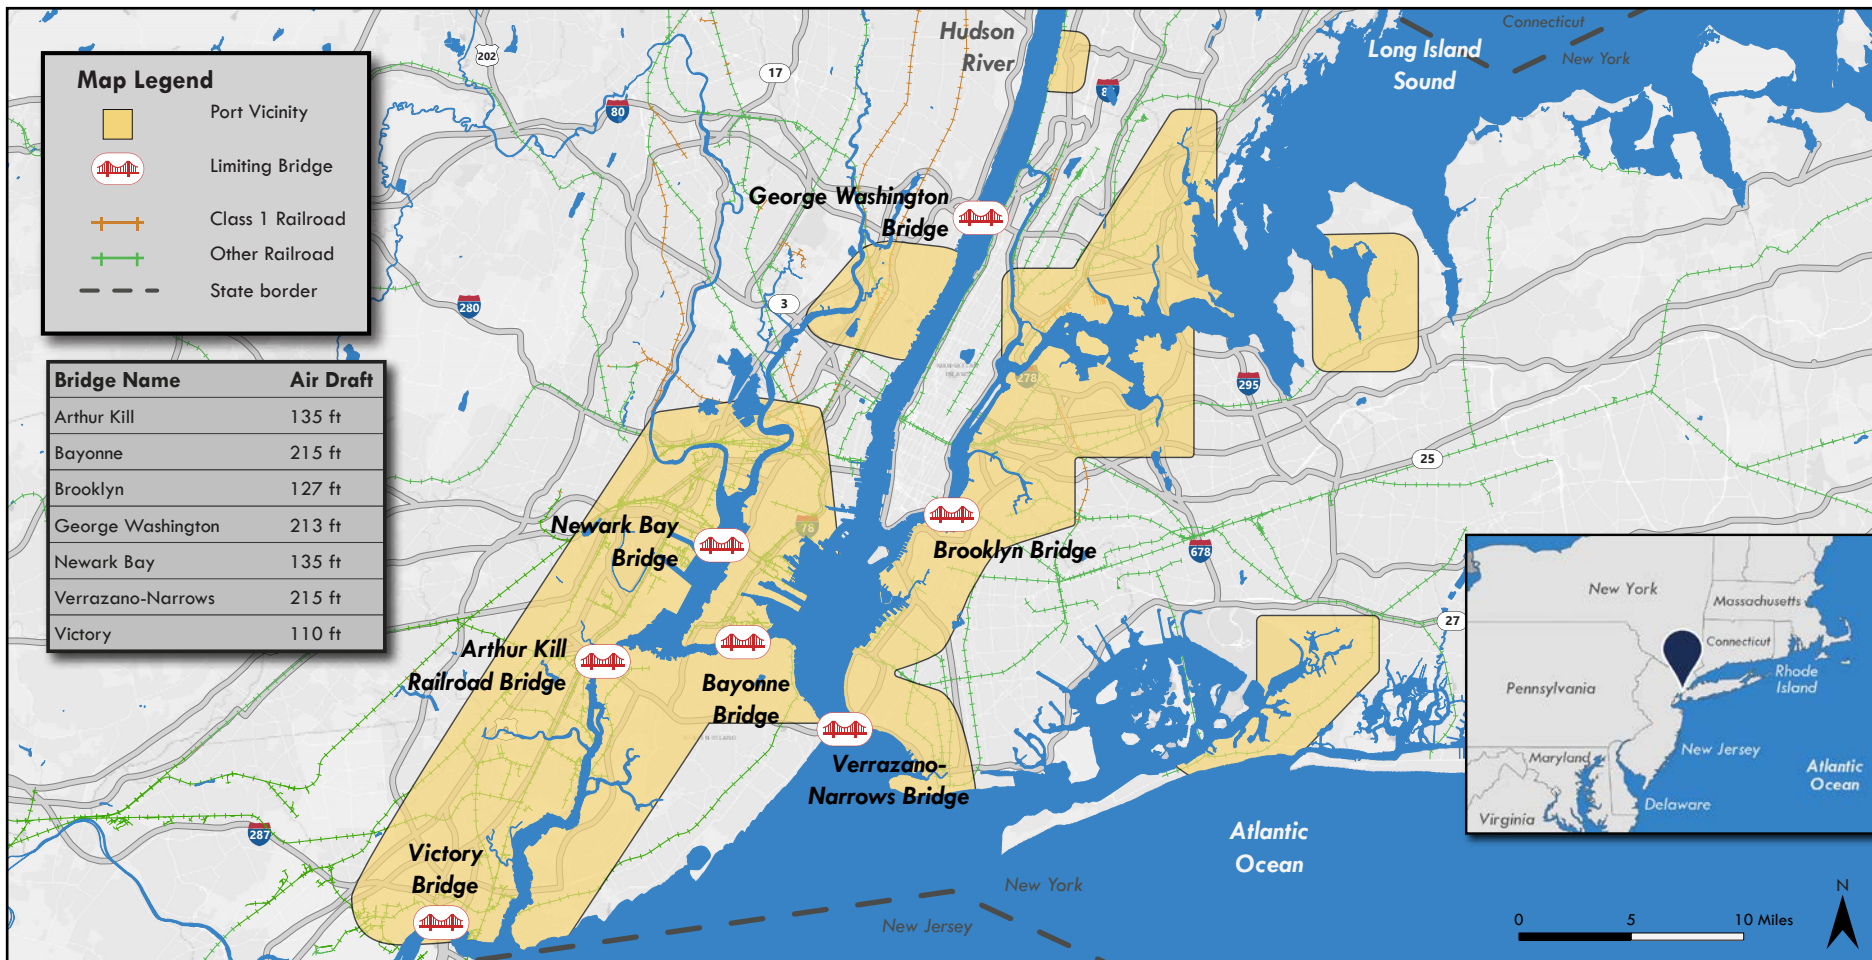 Map Legend
Port Vicinity
Limiting Bridge
Class 1 Railroad
Other Railroad
State border
Bridge Name Air Draft
Arthur Kill 135 ft
Bayonne 215 ft
Brooklyn 127 ft
George Washington 213 ft
Newark Bay 135 ft
Verrazano-Narrows 215 ft
Victory 110 ft
202
17
80
280
3
Hudson
River
Long Island
Sound
Connecticut
New York
George Washington
Bridge
278
295
25
678
27
78
287
Newark Bay
Bridge
Brooklyn Bridge
Arthur Kill
Railroad Bridge
Bayonne
Bridge
Verrazano-
Narrows Bridge
Victory
Bridge
Atlantic
Ocean
New York
New Jersey
New York
Massachusetts
Connecticut
Rhode
Island
Pennsylvania
New Jersey
Maryland
Delaware
Virginia
Atlantic
Ocean
N
0 5 10 Miles